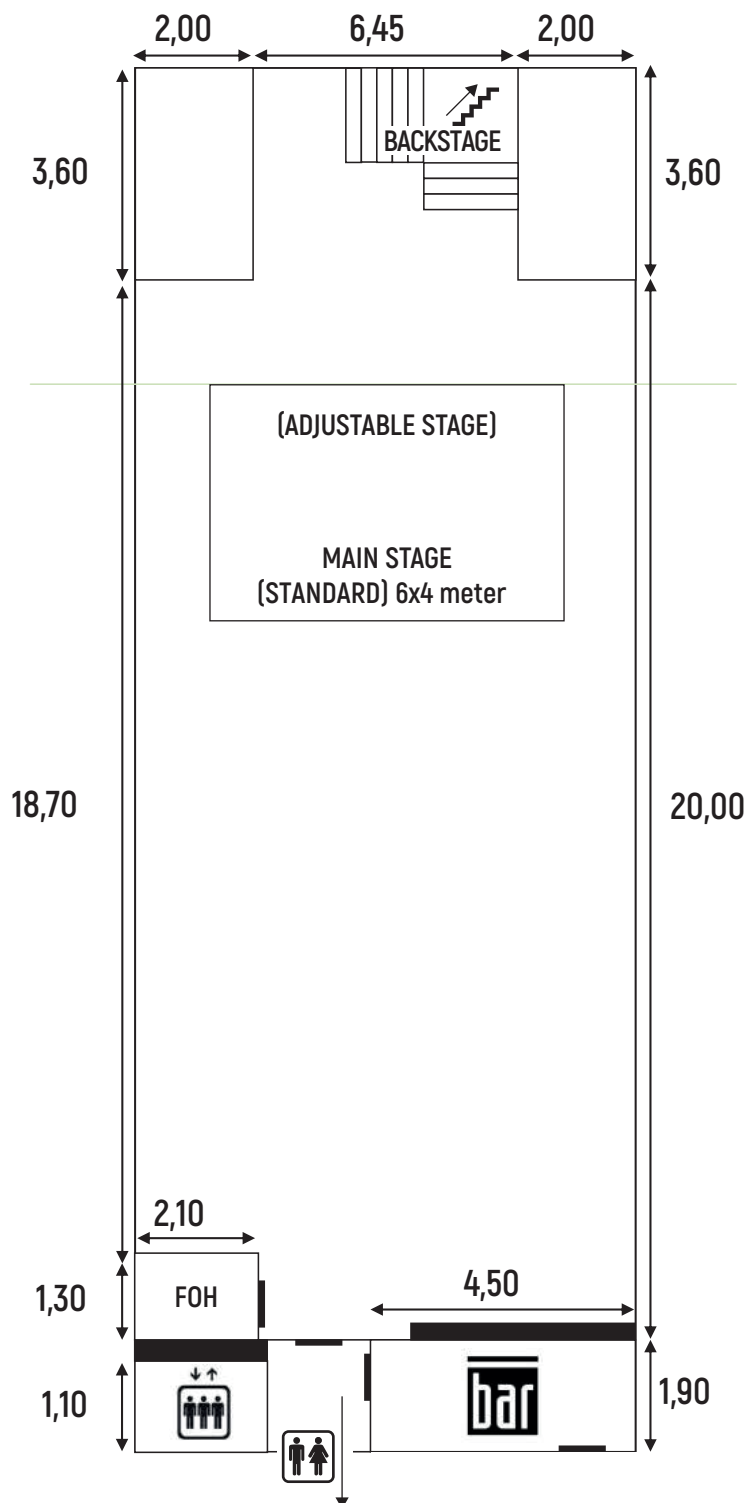 2,00 6,45 2,00
BACKSTAGE
3,60 3,60
(ADJUSTABLE STAGE)
MAIN STAGE
(STANDARD) 6x4 meter
18,70 20,00
2,10
1,30 FOH 4,50
1,10 bar 1,90